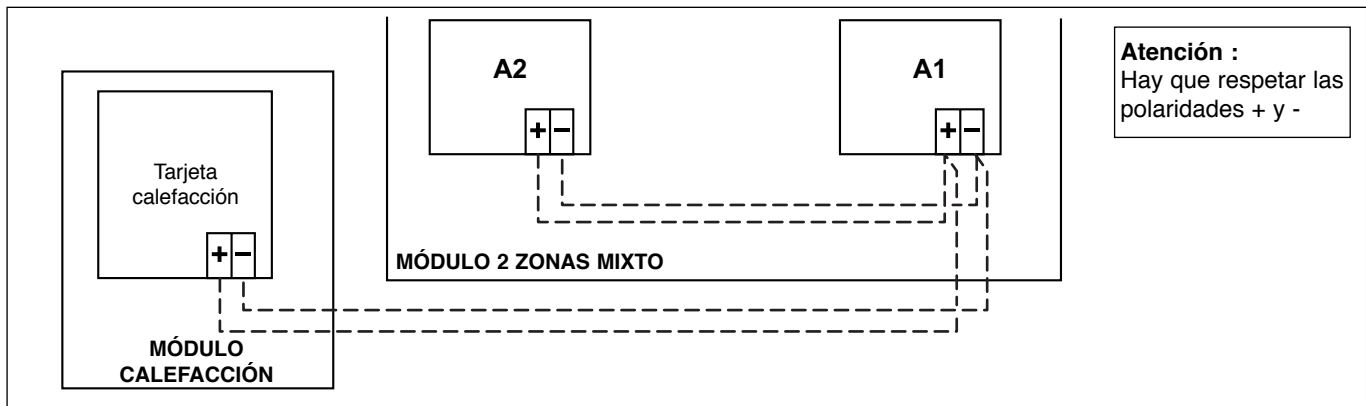 A2
+ −
A1
+ −
Atención :
Hay que respetar las
polaridades + y -
Tarjeta
calefacción
+ −
MÓDULO 2 ZONAS MIXTO
MÓDULO
CALEFACCIÓN